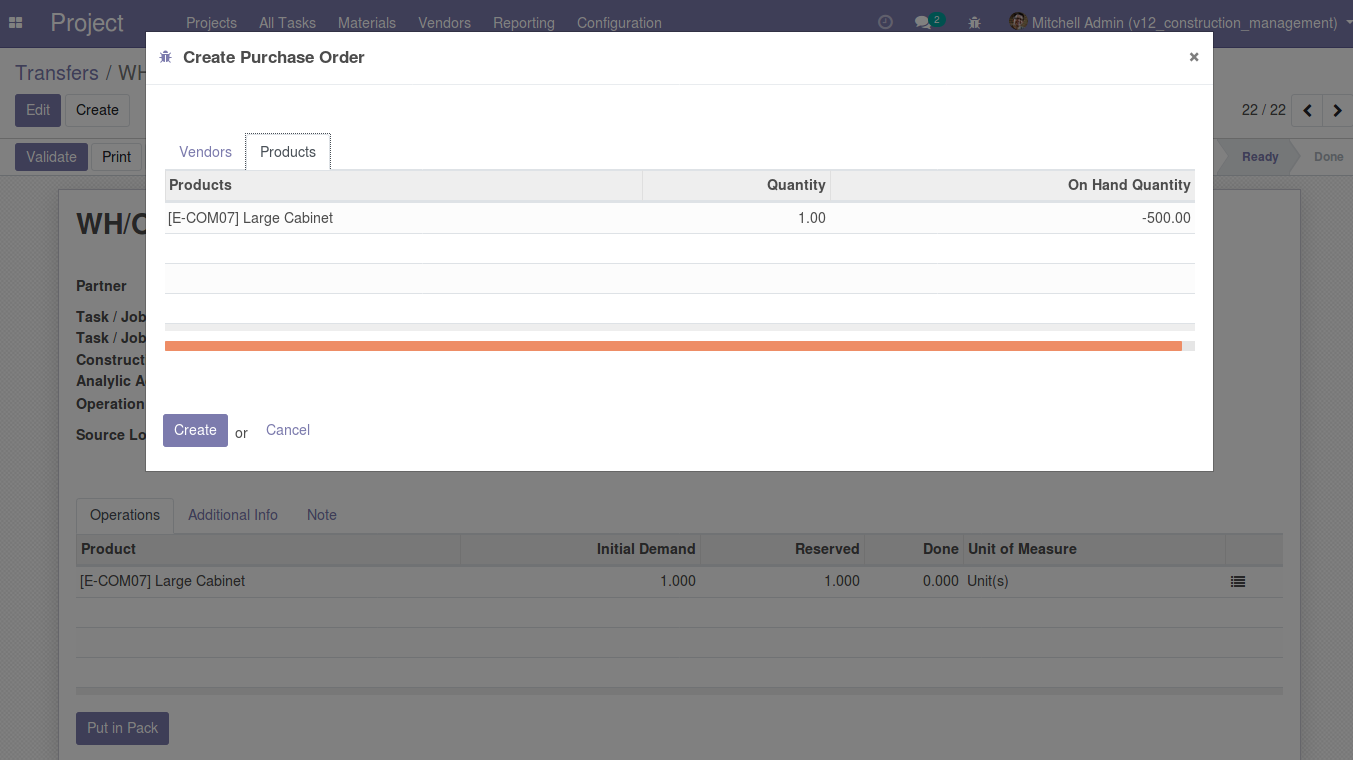 Project Projects All Tasks Materials Vendors Reporting Configuration 2 Mitchell Admin (v12_construction_management)
Create Purchase Order ×
Transfers / WH
Edit Create 22 / 22
Vendors Products
Validate Print Ready Done
Products Quantity On Hand Quantity
[E-COM07] Large Cabinet 1.00 -500.00
WH/
Partner
Task / Job
Task / Job
Construct
Analylic
Operation
Create or Cancel
Source Lo
Operations Additional Info Note
Product Initial Demand Reserved Done Unit of Measure
[E-COM07] Large Cabinet 1.000 1.000 0.000 Unit(s)
Put in Pack